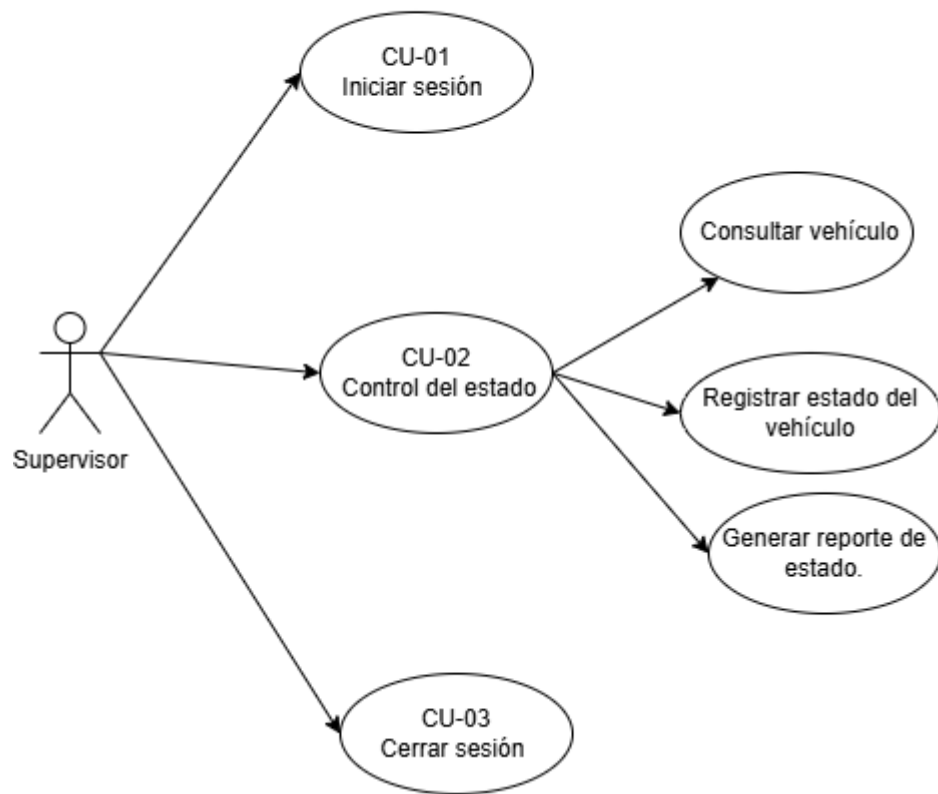 CU-01
Iniciar sesión
Consultar vehículo
CU-02
Control del estado
Registrar estado del
vehículo
Supervisor
Generar reporte de
estado.
CU-03
Cerrar sesión